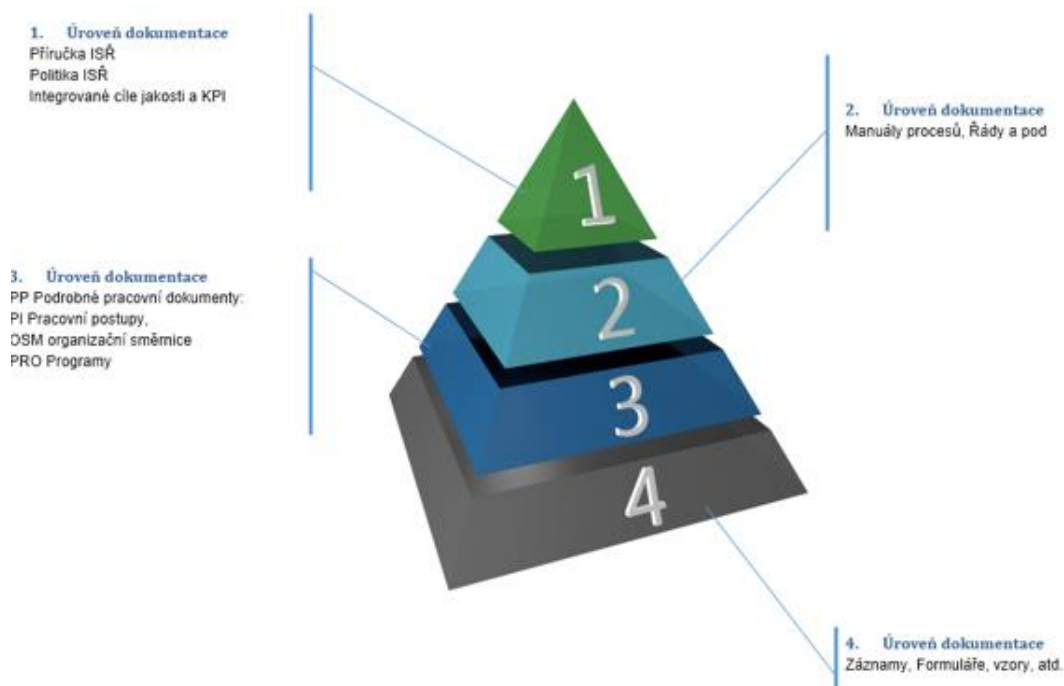 1. Úroveň dokumentace
Příručka ISŘ
Politika ISŘ
Integrované cíle jakosti a KPI
2. Úroveň dokumentace
Manuály procesů, Řády a pod
3. Úroveň dokumentace
PP Podrobné pracovní dokumenty:
PI Pracovní postupy,
OSM organizační směrnice
PRO Programy
1
2
3
4
4. Úroveň dokumentace
Záznamy, Formuláře, vzory, atd.